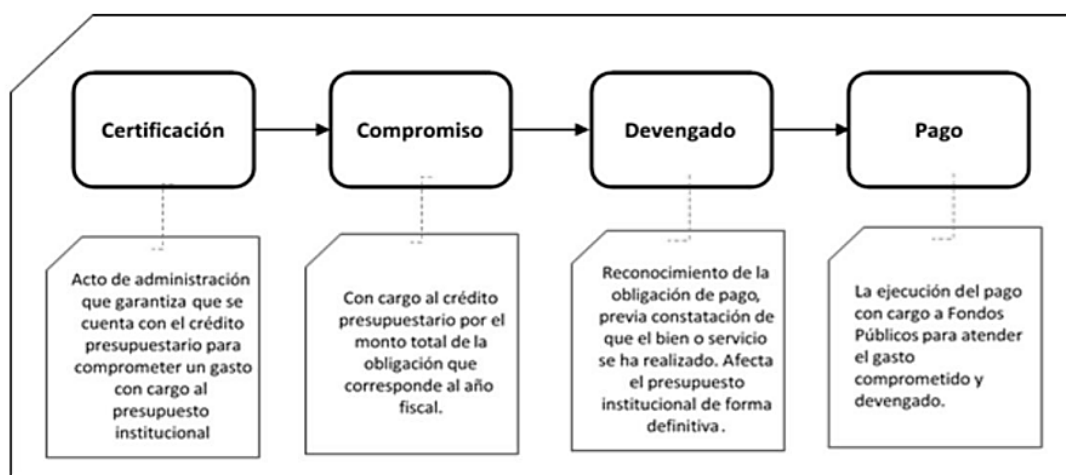 Certificación
Compromiso
Devengado
Pago
Acto de administración
que garantiza que se
cuenta con el crédito
presupuestario para
comprometer un gasto
con cargo al
presupuesto
institucional
Con cargo al crédito
presupuestario por el
monto total de la
obligación que
corresponde al año
fiscal.
Reconocimiento de la
obligación de pago,
previa constatación de
que el bien o servicio
se ha realizado. Afecta
el presupuesto
institucional de forma
definitiva.
La ejecución del pago
con cargo a Fondos
Públicos para atender
el gasto
comprometido y
devengado.